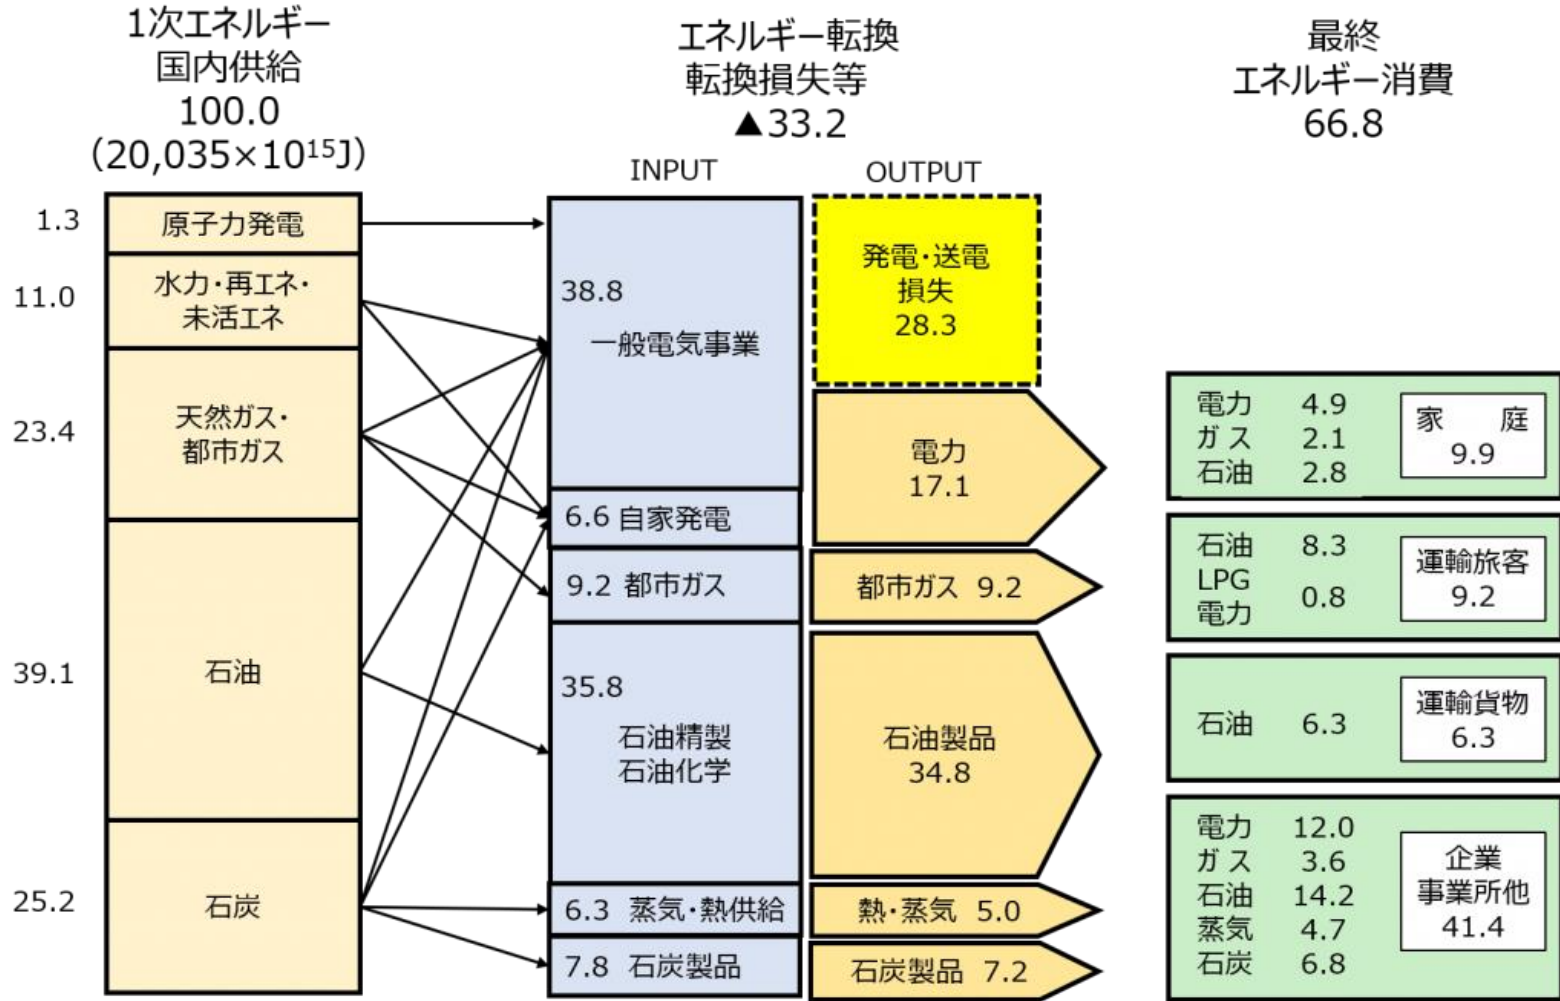 1次エネルギー
国内供給
100.0
(20,035×10¹⁵J)
エネルギー転換
転換損失等
▲33.2
最終
エネルギー消費
66.8
INPUT
OUTPUT
1.3
原子力発電
11.0
水力・再エネ・
未活エネ
23.4
天然ガス・
都市ガス
39.1
石油
25.2
石炭
38.8
一般電気事業
6.6 自家発電
9.2 都市ガス
35.8
石油精製
石油化学
6.3 蒸気・熱供給
7.8 石炭製品
発電・送電
損失
28.3
電力
17.1
都市ガス 9.2
石油製品
34.8
熱・蒸気 5.0
石炭製品 7.2
電力 4.9
ガス 2.1
石油 2.8
家 庭
9.9
石油 8.3
LPG
電力 0.8
運輸旅客
9.2
石油 6.3
運輸貨物
6.3
電力 12.0
ガス 3.6
石油 14.2
蒸気 4.7
石炭 6.8
企業
事業所他
41.4